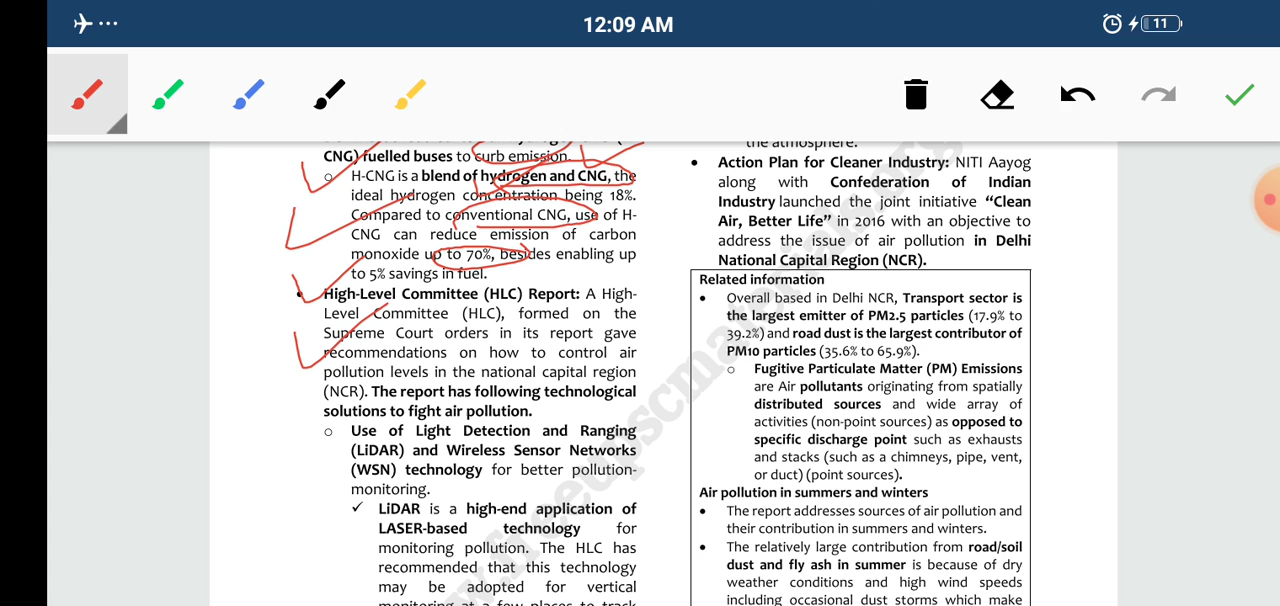 12:09 AM
11
CNG) fuelled buses to curb emission.
o H-CNG is a blend of hydrogen and CNG, the
ideal hydrogen concentration being 18%.
Compared to conventional CNG, use of H-
CNG can reduce emission of carbon
monoxide up to 70%, besides enabling up
to 5% savings in fuel.
• High-Level Committee (HLC) Report: A High-
Level Committee (HLC), formed on the
Supreme Court orders in its report gave
recommendations on how to control air
pollution levels in the national capital region
(NCR). The report has following technological
solutions to fight air pollution.
o Use of Light Detection and Ranging
(LiDAR) and Wireless Sensor Networks
(WSN) technology for better pollution-
monitoring.
✓ LiDAR is a high-end application of
LASER-based technology for
monitoring pollution. The HLC has
recommended that this technology
may be adopted for vertical
monitoring at a few places to track
the atmosphere.
• Action Plan for Cleaner Industry: NITI Aayog
along with Confederation of Indian
Industry launched the joint initiative “Clean
Air, Better Life” in 2016 with an objective to
address the issue of air pollution in Delhi
National Capital Region (NCR).
Related information
• Overall based in Delhi NCR, Transport sector is
the largest emitter of PM2.5 particles (17.9% to
39.2%) and road dust is the largest contributor of
PM10 particles (35.6% to 65.9%).
o Fugitive Particulate Matter (PM) Emissions
are Air pollutants originating from spatially
distributed sources and wide array of
activities (non-point sources) as opposed to
specific discharge point such as exhausts
and stacks (such as a chimneys, pipe, vent,
or duct) (point sources).
Air pollution in summers and winters
• The report addresses sources of air pollution and
their contribution in summers and winters.
• The relatively large contribution from road/soil
dust and fly ash in summer is because of dry
weather conditions and high wind speeds
including occasional dust storms which make
www.freeupscmaterials.org